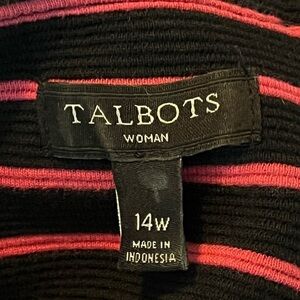 TALBOTS
WOMAN
14W
MADE IN
INDONESIA